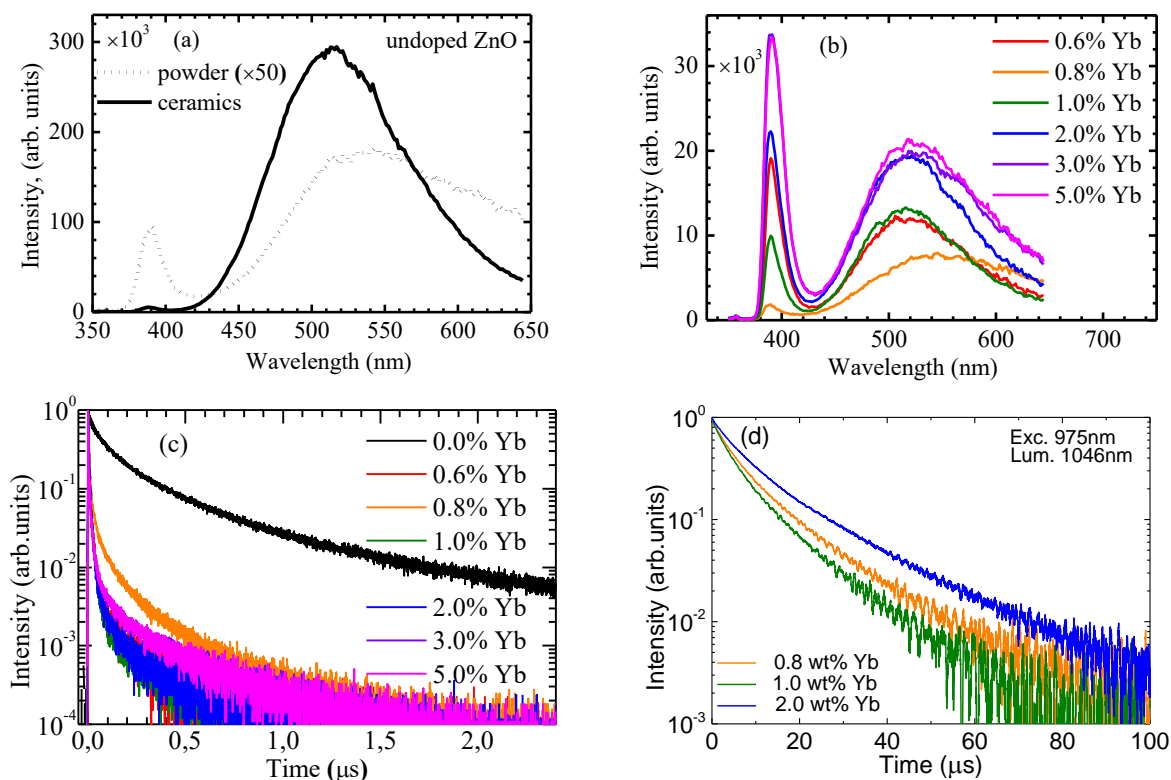 ×10³ (a) undoped ZnO
powder (×50)
ceramics
Intensity, (arb. units)
300
200
100
0
350 400 450 500 550 600 650
Wavelength (nm)
(b)
×10³
0.6% Yb
0.8% Yb
1.0% Yb
2.0% Yb
3.0% Yb
5.0% Yb
Intensity (arb. units)
30
20
10
0
400 500 600 700
Wavelength (nm)
(c)
0.0% Yb
0.6% Yb
0.8% Yb
1.0% Yb
2.0% Yb
3.0% Yb
5.0% Yb
Intensity (arb.units)
10⁰
10⁻¹
10⁻²
10⁻³
10⁻⁴
0,0 0,5 1,0 1,5 2,0
Time (µs)
(d)
Exc. 975nm
Lum. 1046nm
0.8 wt% Yb
1.0 wt% Yb
2.0 wt% Yb
Intensity (arb.units)
10⁰
10⁻¹
10⁻²
10⁻³
0 20 40 60 80 100
Time (µs)